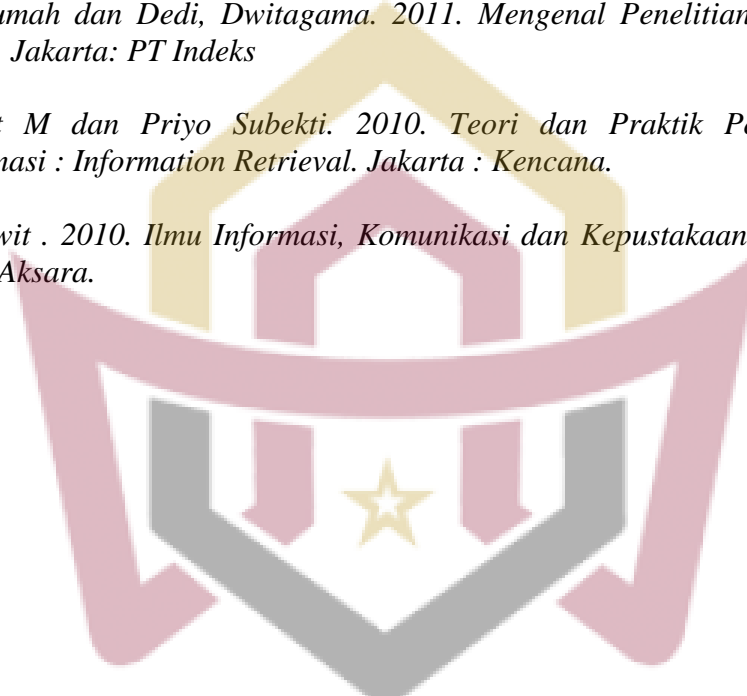 umah dan Dedi, Dwitagama. 2011. Mengenal Penelitian
Jakarta: PT Indeks
t M dan Priyo Subekti. 2010. Teori dan Praktik Pe
masi : Information Retrieval. Jakarta : Kencana.
wit . 2010. Ilmu Informasi, Komunikasi dan Kepustakaan
Aksara.